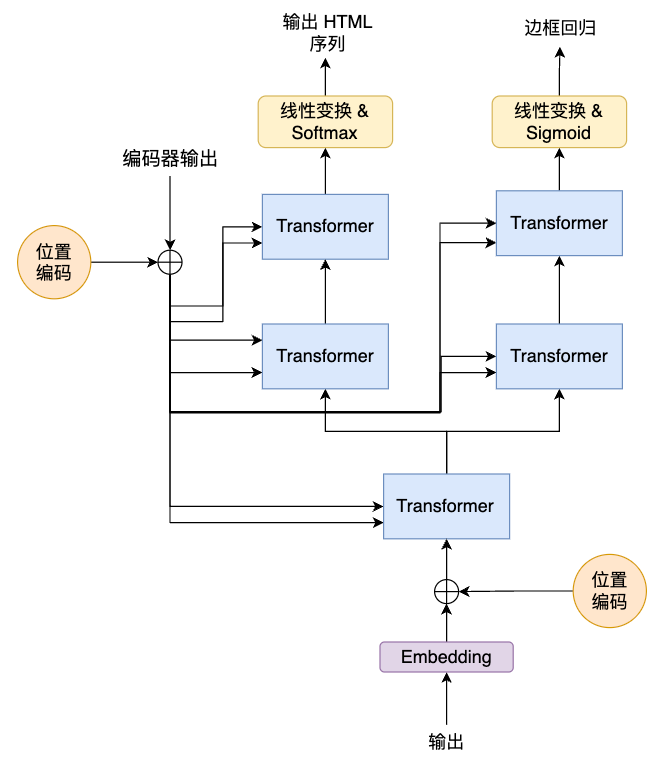 输出 HTML
序列
边框回归
线性变换 &
Softmax
线性变换 &
Sigmoid
编码器输出
Transformer
Transformer
位置
编码
Transformer
Transformer
Transformer
位置
编码
Embedding
输出